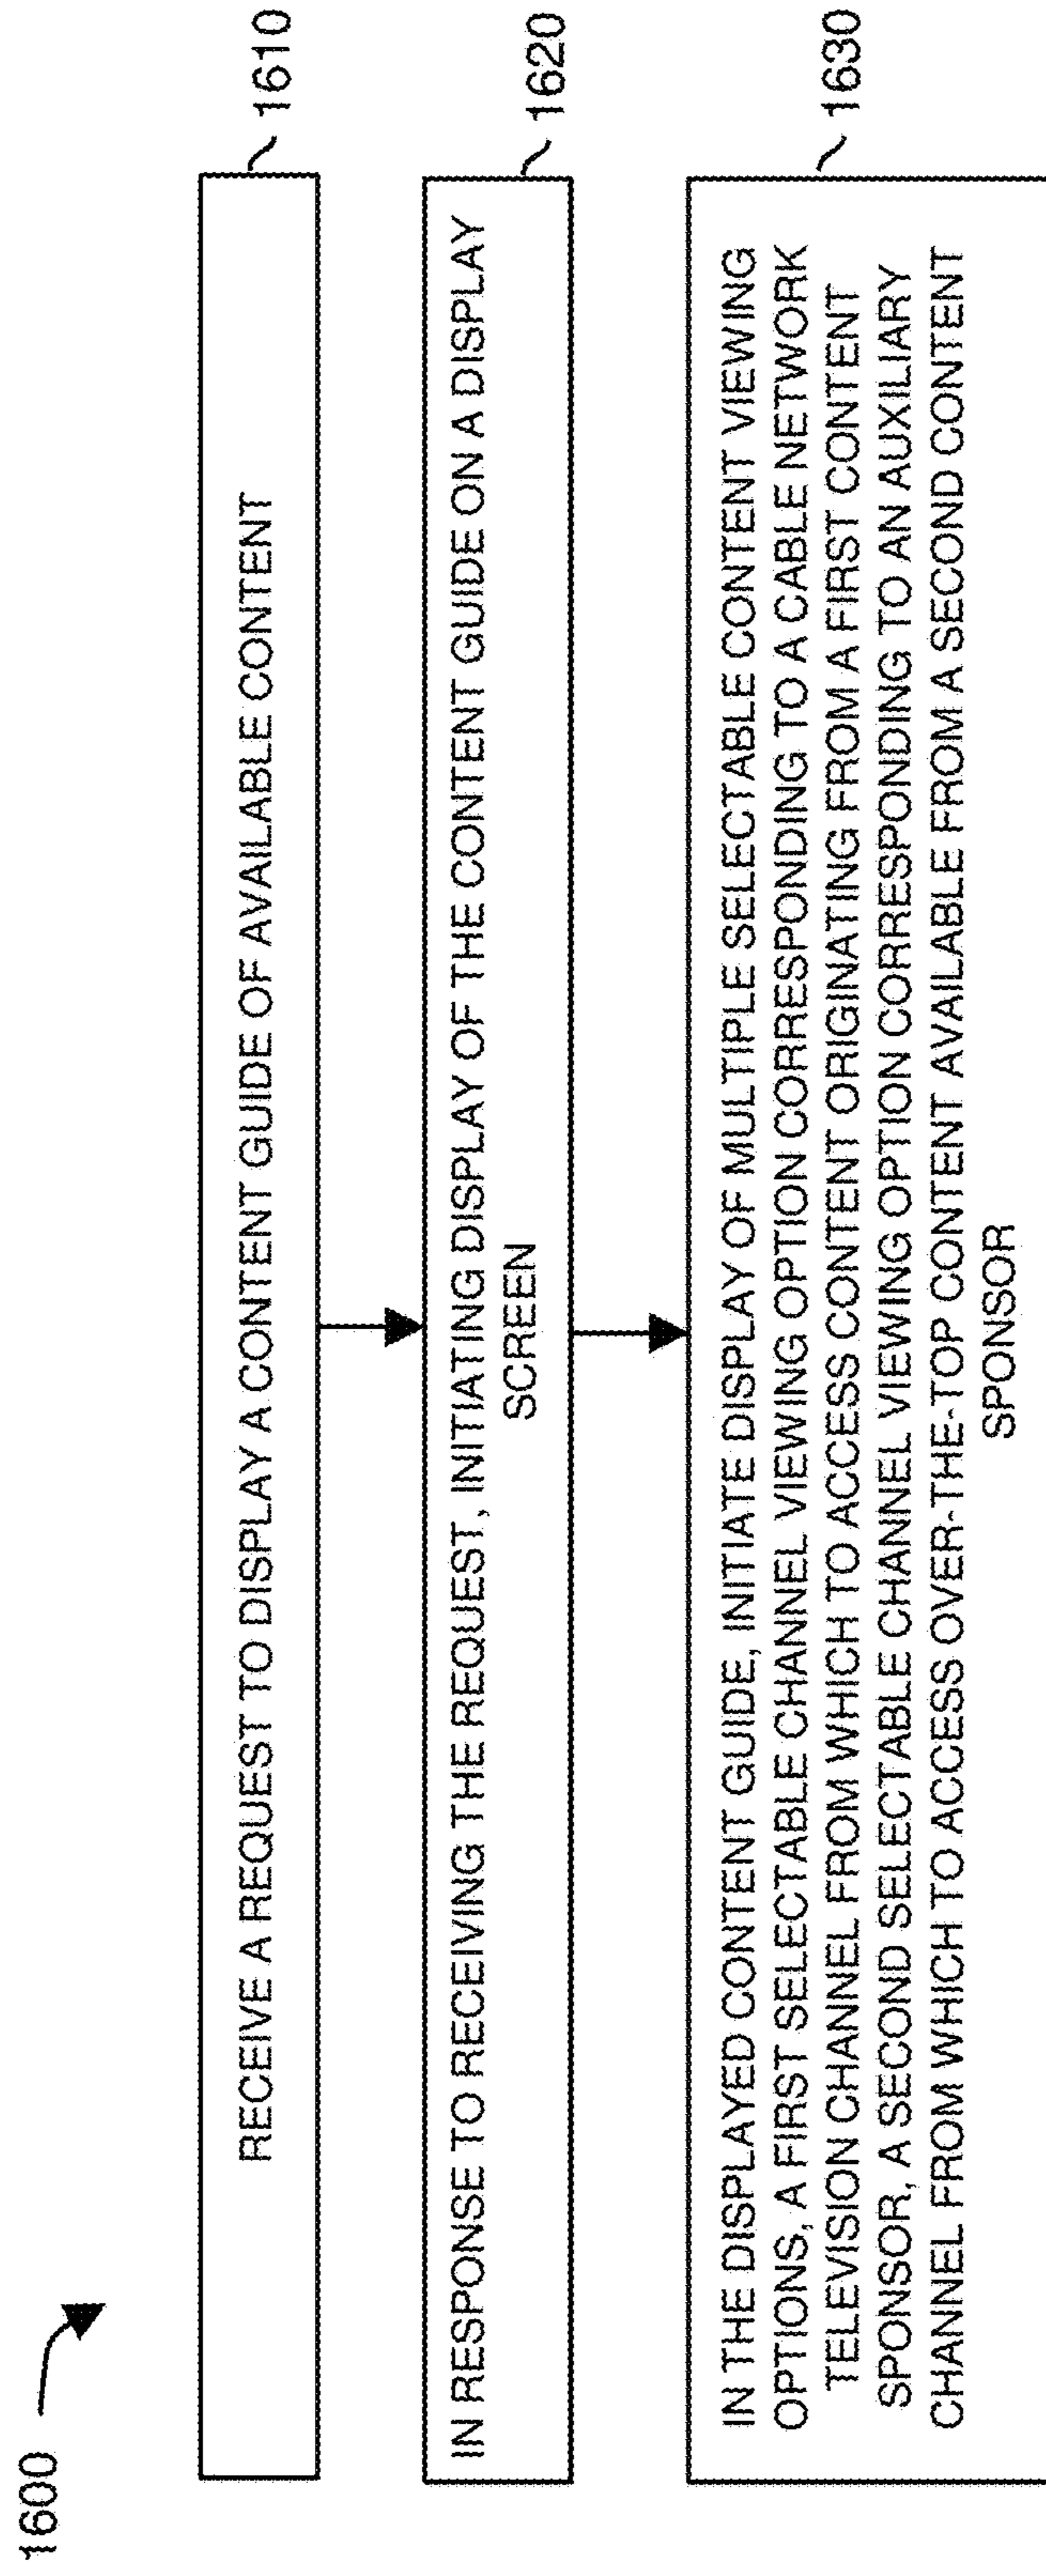 1600
RECEIVE A REQUEST TO DISPLAY A CONTENT GUIDE OF AVAILABLE CONTENT
1610
IN RESPONSE TO RECEIVING THE REQUEST, INITIATING DISPLAY OF THE CONTENT GUIDE ON A DISPLAY
SCREEN
1620
IN THE DISPLAYED CONTENT GUIDE, INITIATE DISPLAY OF MULTIPLE SELECTABLE CONTENT VIEWING
OPTIONS, A FIRST SELECTABLE CHANNEL VIEWING OPTION CORRESPONDING TO A CABLE NETWORK
TELEVISION CHANNEL FROM WHICH TO ACCESS CONTENT ORIGINATING FROM A FIRST CONTENT
SPONSOR, A SECOND SELECTABLE CHANNEL VIEWING OPTION CORRESPONDING TO AN AUXILIARY
CHANNEL FROM WHICH TO ACCESS OVER-THE-TOP CONTENT AVAILABLE FROM A SECOND CONTENT
SPONSOR
1630